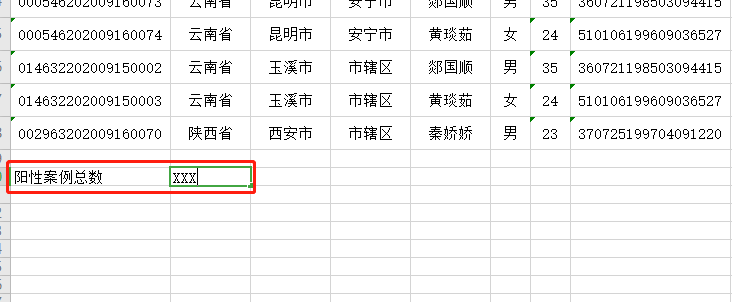 000546202009160073 云南省 昆明市 安宁市 郯国顺 男 35 360721198503094415
000546202009160074 云南省 昆明市 安宁市 黄琰茹 女 24 510106199609036527
014632202009150002 云南省 玉溪市 市辖区 郯国顺 男 35 360721198503094415
014632202009150003 云南省 玉溪市 市辖区 黄琰茹 女 24 510106199609036527
002963202009160070 陕西省 西安市 市辖区 秦娇娇 男 23 370725199704091220
阳性案例总数 XXX